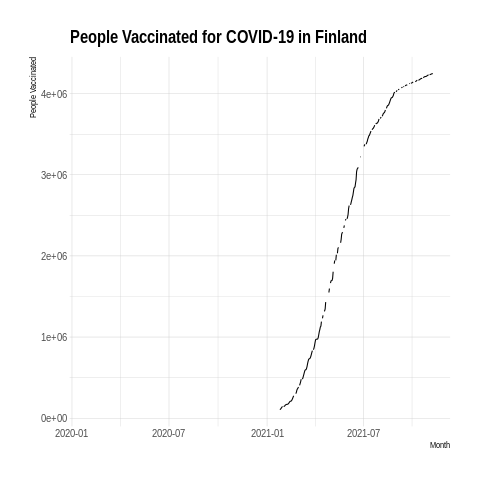 People Vaccinated for COVID-19 in Finland
People Vaccinated
4e+06
3e+06
2e+06
1e+06
0e+00
2020-01 2020-07 2021-01 2021-07
Month